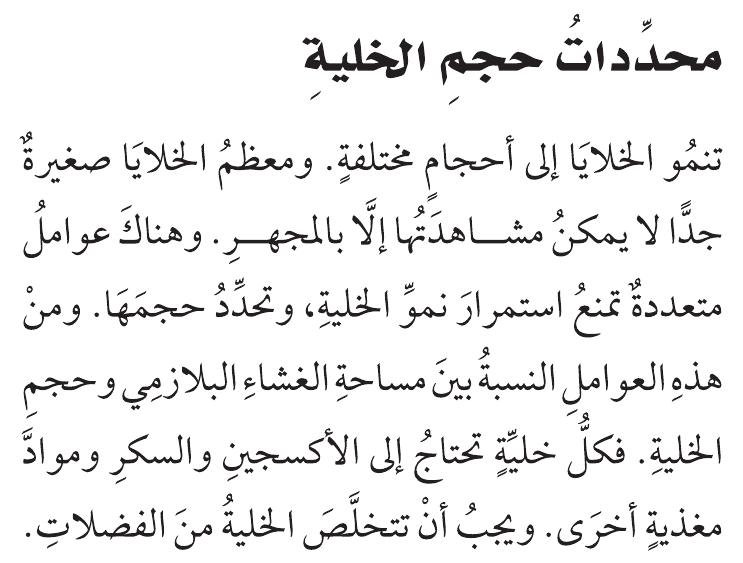 محدِّداتُ حجمِ الخليةِ
تنمُو الخلايَا إلى أحجامٍ مختلفةٍ. ومعظمُ الخلايَا صغيرةٌ
جدًّا لا يمكنُ مشاهدَتُها إلَّا بالمجهرِ. وهناكَ عواملُ
متعددةٌ تمنعُ استمرارَ نموِّ الخليةِ، وتحدِّدُ حجمَهَا. ومنْ
هذهِ العواملِ النسبةُ بينَ مساحةِ الغشاءِ البلازمِي وحجمِ
الخليةِ. فكلُّ خليِّةٍ تحتاجُ إلى الأكسجينِ والسكرِ وموادَّ
مغذيةٍ أخرَى. ويجبُ أنْ تتخلَّصَ الخليةُ منَ الفضلاتِ.